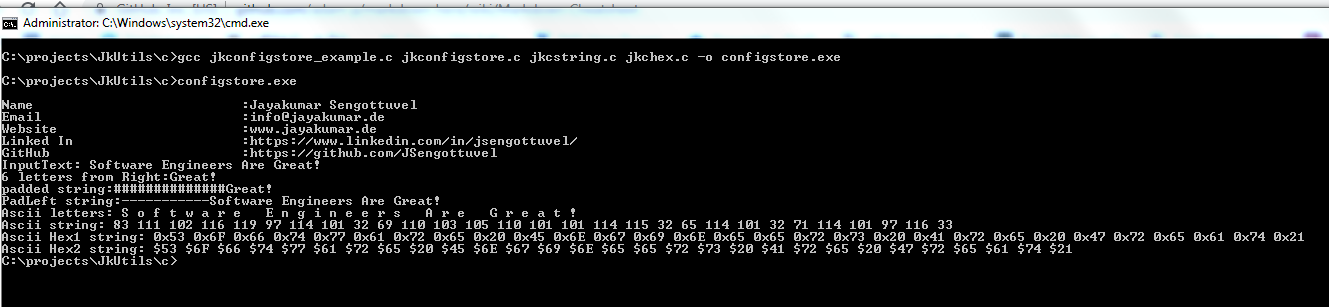 Administrator: C:\Windows\system32\cmd.exe
C:\projects\JkUtils\c>gcc jkconfigstore_example.c jkconfigstore.c jkcstring.c jkchex.c -o configstore.exe
C:\projects\JkUtils\c>configstore.exe
Name :Jayakumar Sengottuvel
Email :info@jayakumar.de
Website :www.jayakumar.de
Linked In :https://www.linkedin.com/in/jsengottuvel/
GitHub :https://github.com/JSengottuvel
InputText: Software Engineers Are Great!
6 letters from Right:Great!
padded string:##############Great!
PadLeft string:-----------Software Engineers Are Great!
Ascii letters: S o f t w a r e   E n g i n e e r s   A r e   G r e a t !
Ascii string: 83 111 102 116 119 97 114 101 32 69 110 103 105 110 101 101 114 115 32 65 114 101 32 71 114 101 97 116 33
Ascii Hex1 string: 0x53 0x6F 0x66 0x74 0x77 0x61 0x72 0x65 0x20 0x45 0x6E 0x67 0x69 0x6E 0x65 0x65 0x72 0x73 0x20 0x41 0x72 0x65 0x20 0x47 0x72 0x65 0x61 0x74 0x21
Ascii Hex2 string: $53 $6F $66 $74 $77 $61 $72 $65 $20 $45 $6E $67 $69 $6E $65 $65 $72 $73 $20 $41 $72 $65 $20 $47 $72 $65 $61 $74 $21
C:\projects\JkUtils\c>